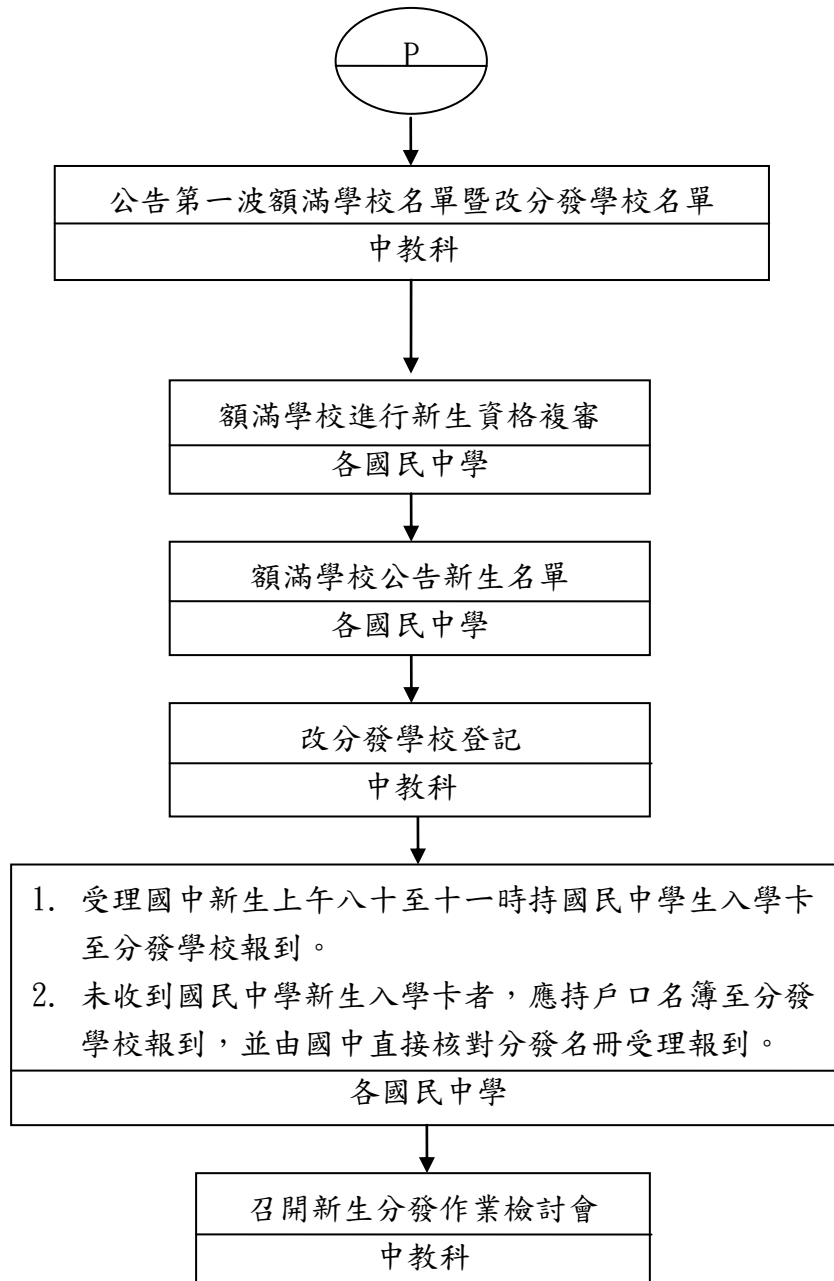 P
公告第一波額滿學校名單暨改分發學校名單
中教科
額滿學校進行新生資格複審
各國民中學
額滿學校公告新生名單
各國民中學
改分發學校登記
中教科
1. 受理國中新生上午八十至十一時持國民中學生入學卡
至分發學校報到。
2. 未收到國民中學新生入學卡者，應持戶口名簿至分發
學校報到，並由國中直接核對分發名冊受理報到。
各國民中學
召開新生分發作業檢討會
中教科